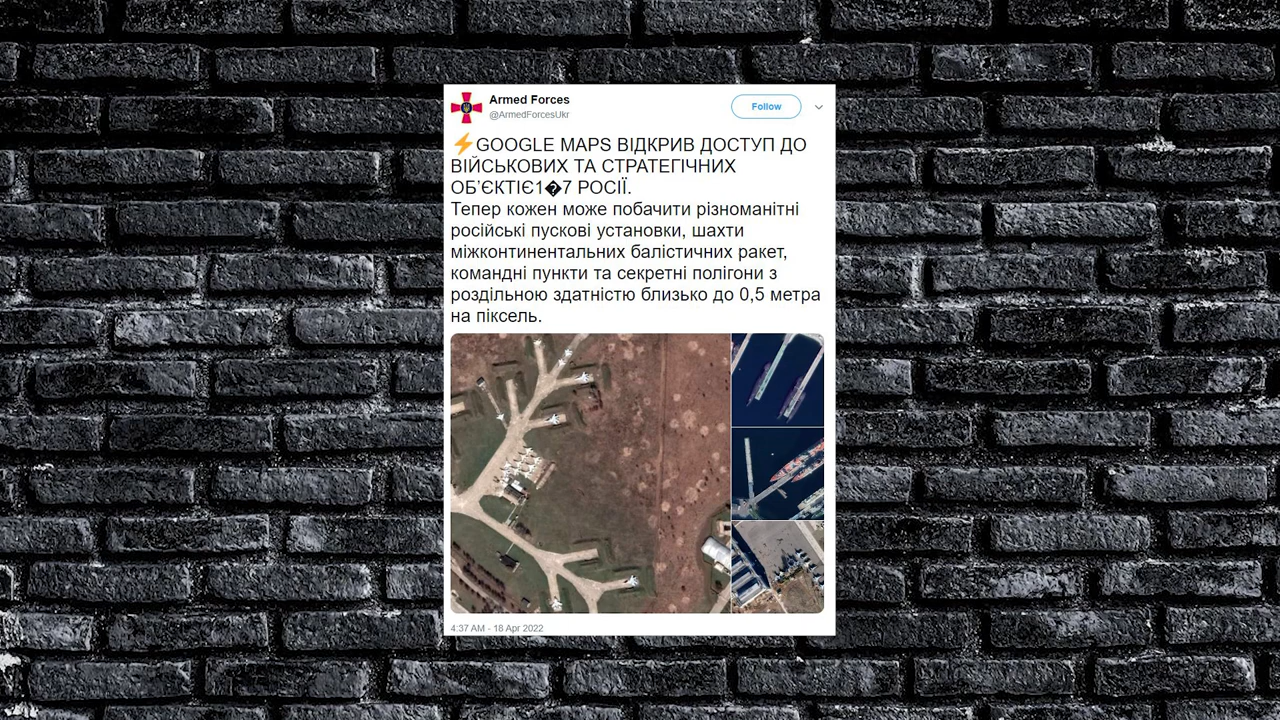 Armed Forces
@ArmedForcesUkr
Follow
⚡GOOGLE MAPS ВІДКРИВ ДОСТУП ДО
ВІЙСЬКОВИХ ТА СТРАТЕГІЧНИХ
ОБ'ЄКТІЄ1�7 РОСІЇ.
Тепер кожен може побачити різноманітні
російські пускові установки, шахти
міжконтинентальних балістичних ракет,
командні пункти та секретні полігони з
роздільною здатністю близько до 0,5 метра
на піксель.
4:37 AM - 18 Apr 2022